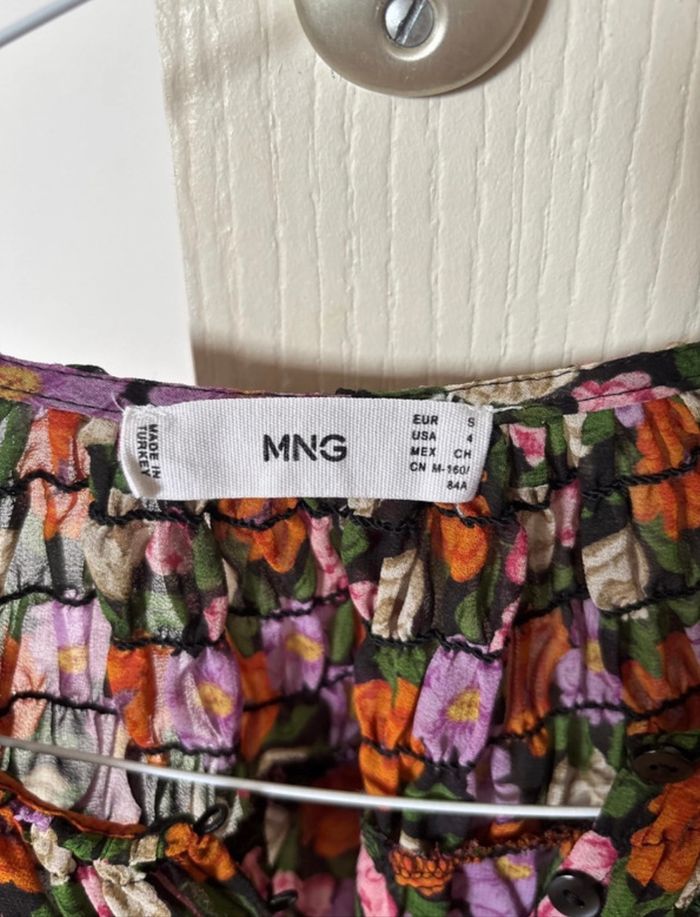 MADE IN
TURKEY
MNG
EUR S
USA 4
MEX CH
CN M-160/
84A